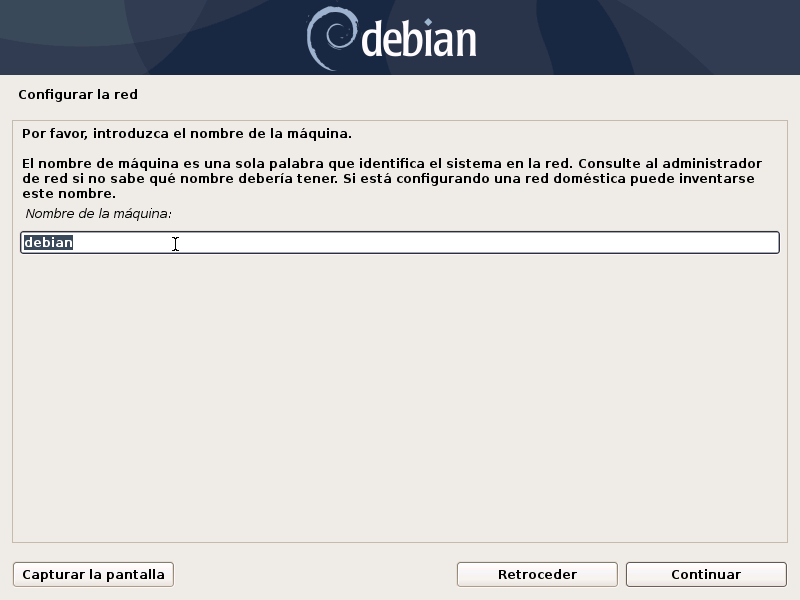 debian
Configurar la red
Por favor, introduzca el nombre de la máquina.
El nombre de máquina es una sola palabra que identifica el sistema en la red. Consulte al administrador
de red si no sabe qué nombre debería tener. Si está configurando una red doméstica puede inventarse
este nombre.
Nombre de la máquina:
debian
Capturar la pantalla
Retroceder
Continuar